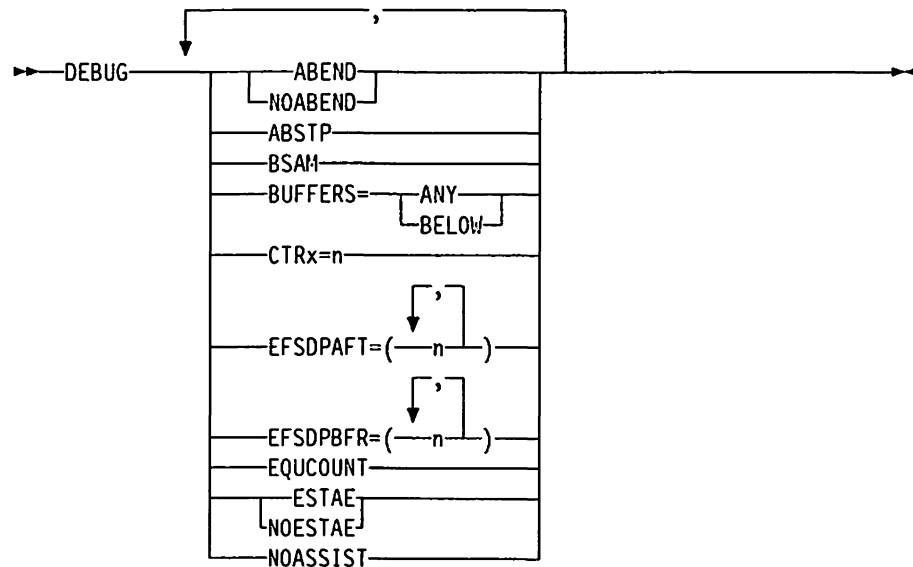 ,
DEBUG ABEND
NOABEND
ABSTP
BSAM
BUFFERS= ANY
BELOW
CTRx=n
,
EFSDPAFT=( n )
,
EFSDPBFR=( n )
EQUCOUNT
ESTAE
NOESTAE
NOASSIST